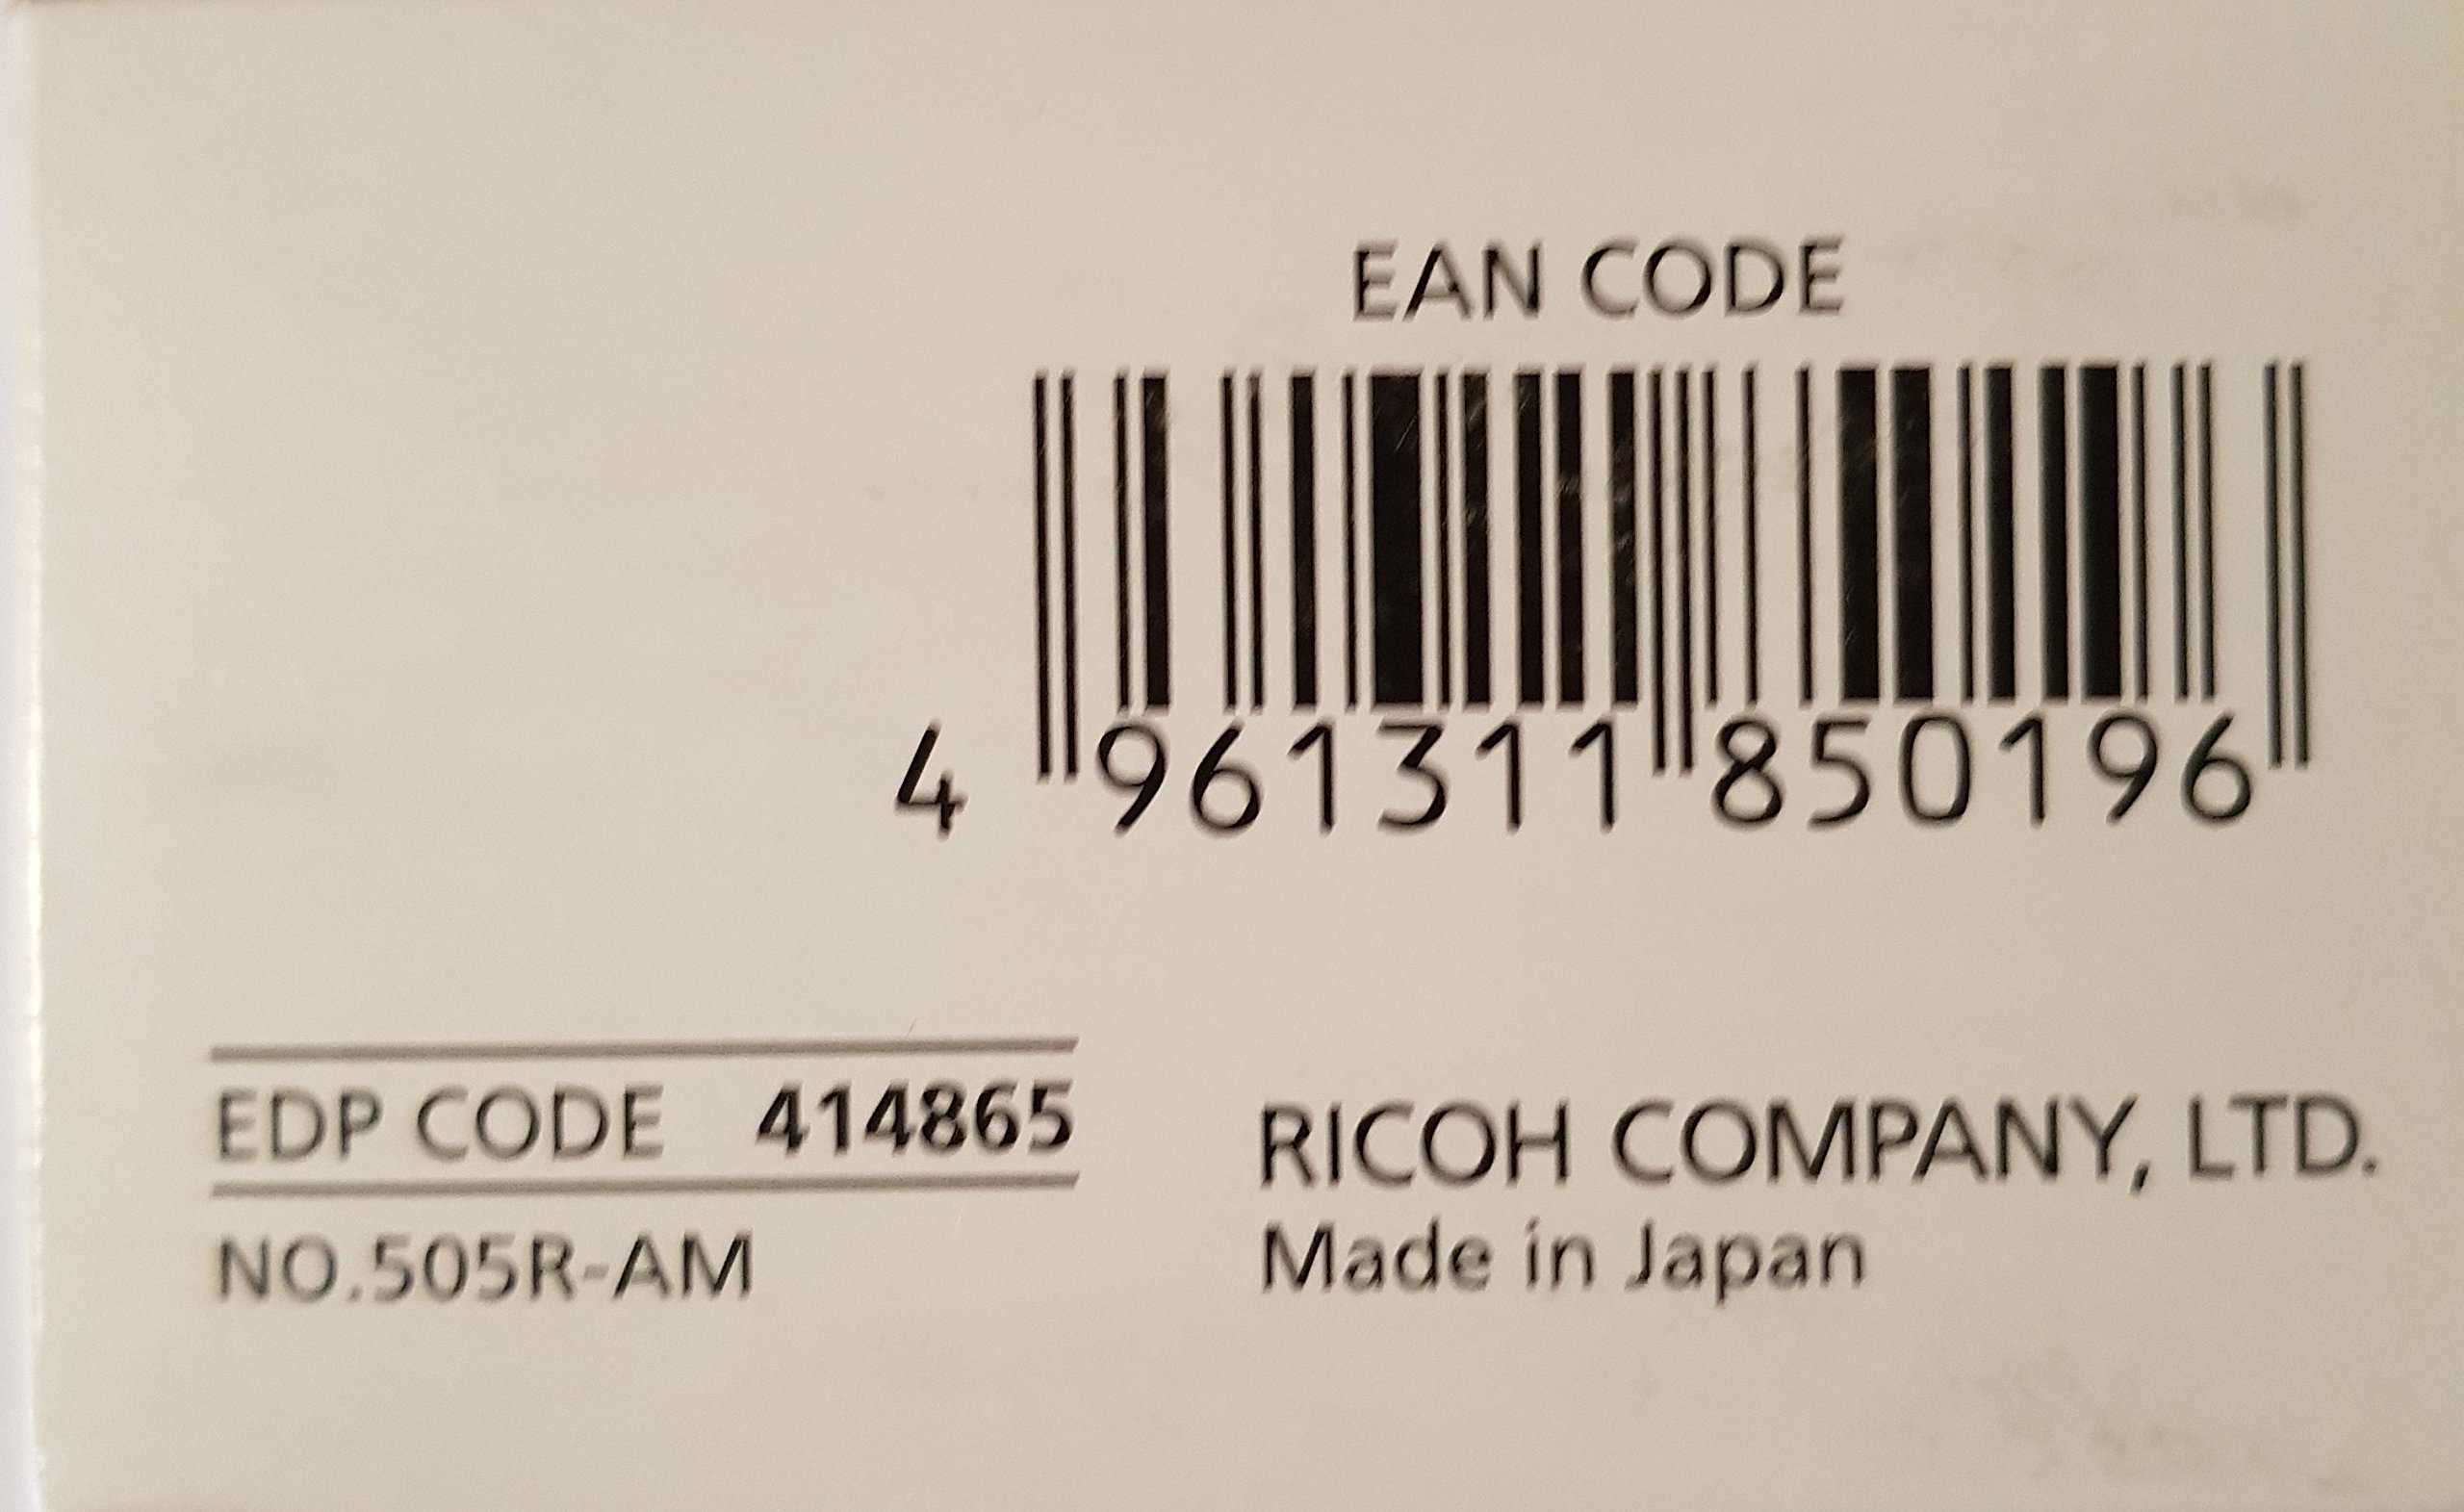 EAN CODE
4 961311 850196
EDP CODE 414865
NO.505R-AM
RICOH COMPANY, LTD.
Made in Japan